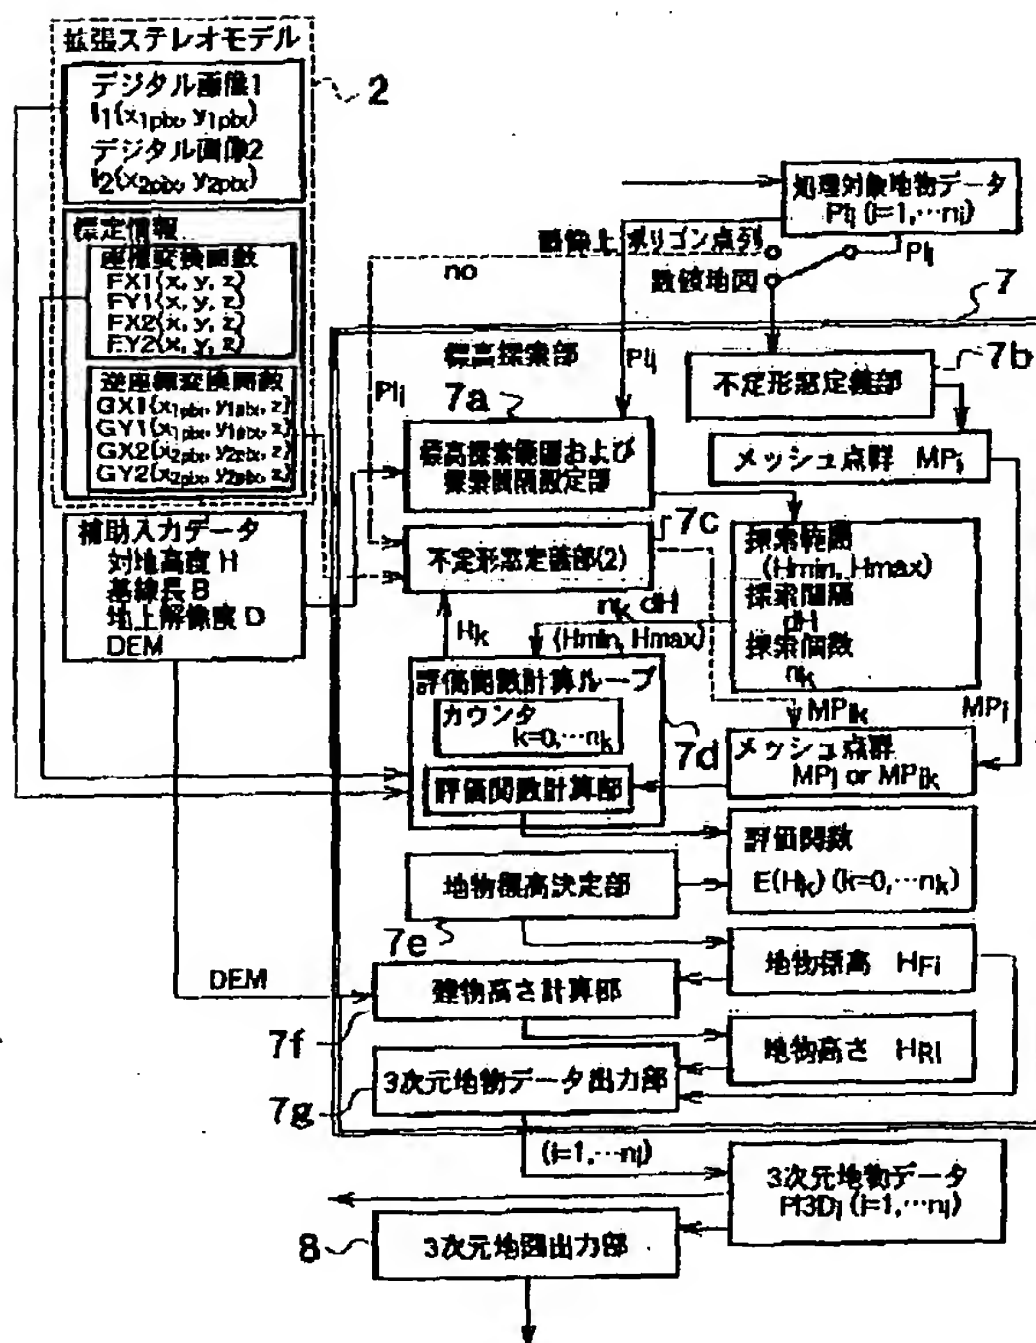 拡張ステレオモデル
2
デジタル画像1
I1(x1pix, y1pix)
デジタル画像2
I2(x2pix, y2pix)
標定情報
座標変換関数
FX1(x, y, z)
FY1(x, y, z)
FX2(x, y, z)
FY2(x, y, z)
逆座標変換関数
GX1(x1pix, y1pix, z)
GY1(x1pix, y1pix, z)
GX2(x2pix, y2pix, z)
GY2(x2pix, y2pix, z)
補助入力データ
対地高度 H
基線長 B
地上解像度 D
DEM
処理対象地物データ
Pli (i=1,…ni)
画像上ポリゴン点列
no
数値地図
Pli
7
標高探索部
Pli
Pli
7a
標高探索範囲および
探索間隔設定部
7b
不定形窓定義部
メッシュ点群 MPi
7c
不定形窓定義部(2)
探索範囲
(Hmin, Hmax)
探索間隔
dH
探索個数
nk
Hk
nk dH
(Hmin, Hmax)
評価関数計算ループ
カウンタ
k=0,…nk
評価関数計算部
7d
MPik
MPi
メッシュ点群
MPi or MPik
評価関数
E(Hk) (k=0,…nk)
地物標高決定部
7e
地物標高 HFi
DEM
建物高さ計算部
7f
地物高さ HRi
3次元地物データ出力部
7g
(i=1,…ni)
3次元地物データ
Pl3Di (i=1,…ni)
8
3次元地図出力部